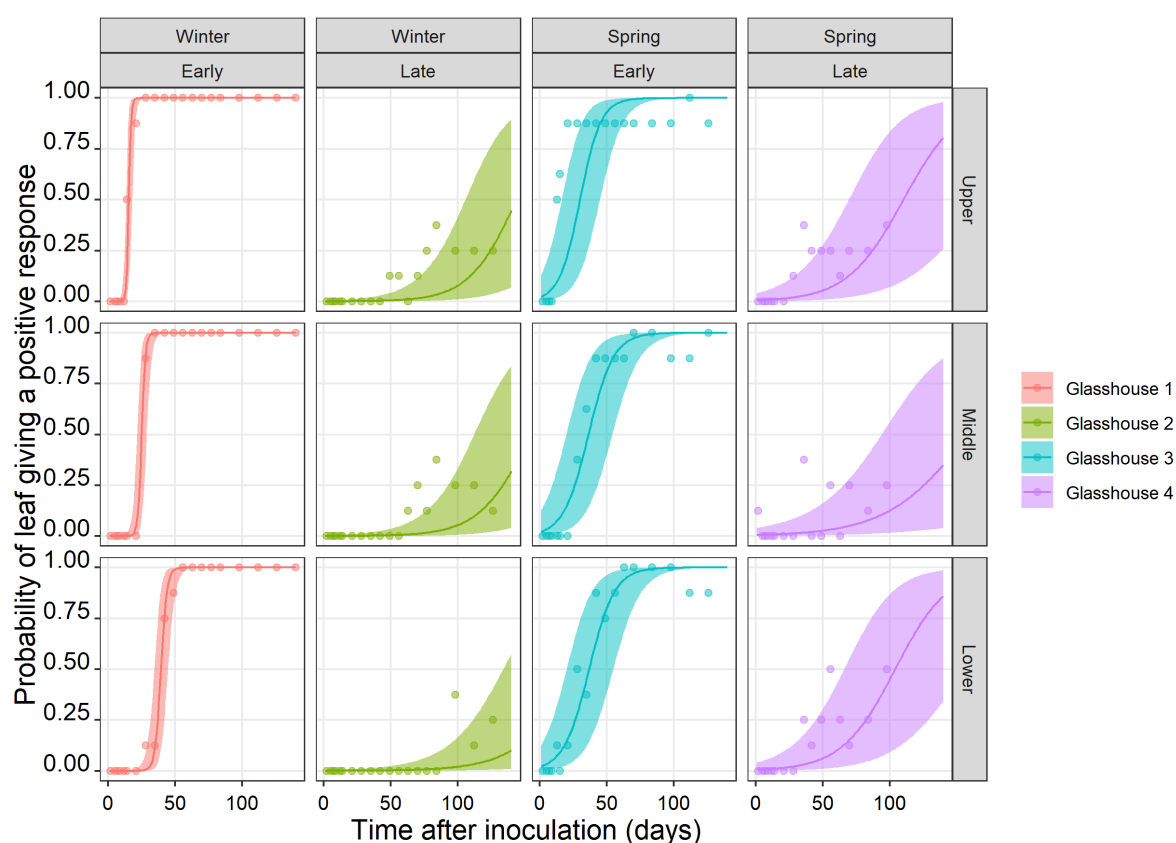 Winter Winter Spring Spring
Early Late Early Late
Probability of leaf giving a positive response
1.00
0.75
0.50
0.25
0.00
Upper
1.00
0.75
0.50
0.25
0.00
Middle
1.00
0.75
0.50
0.25
0.00
Lower
0 50 100 0 50 100 0 50 100 0 50 100
Time after inoculation (days)
Glasshouse 1
Glasshouse 2
Glasshouse 3
Glasshouse 4